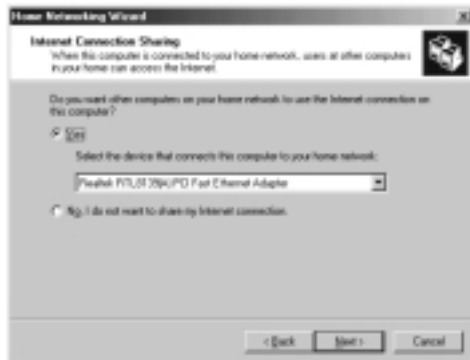 Home Networking Wizard
Internet Connection Sharing
When this computer is connected to your home network, users at other computers
in your home can access the Internet.
Do you want other computers on your home network to use the Internet connection on
this computer?
Yes
Select the device that connects this computer to your home network:
Realtek RTL8139(A) PCI Fast Ethernet Adapter
No, I do not want to share my Internet connection.
< Back
Next >
Cancel